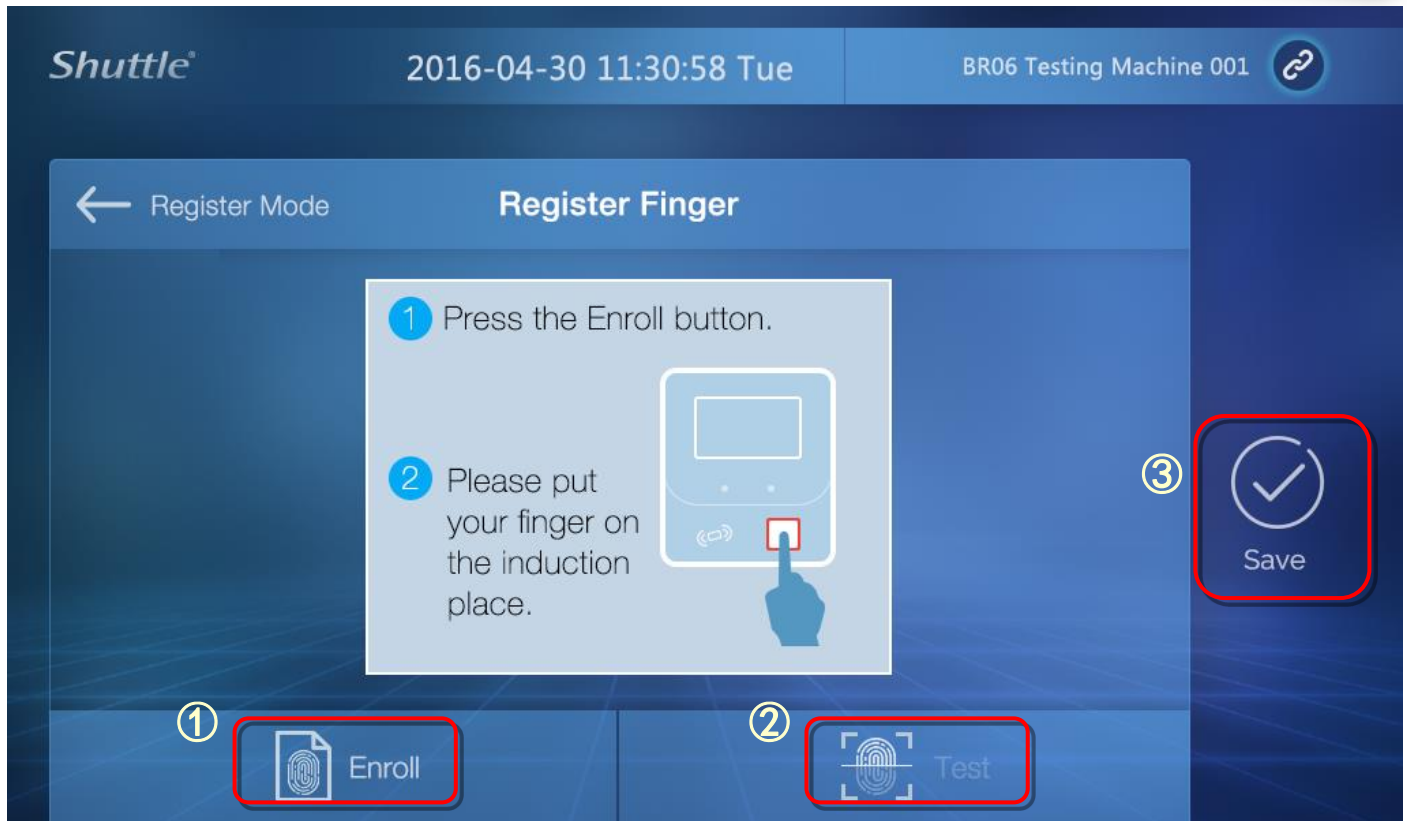 Shuttle®
2016-04-30 11:30:58 Tue
BR06 Testing Machine 001
Register Mode
Register Finger
1 Press the Enroll button.
2 Please put
your finger on
the induction
place.
③
Save
①
Enroll
②
Test